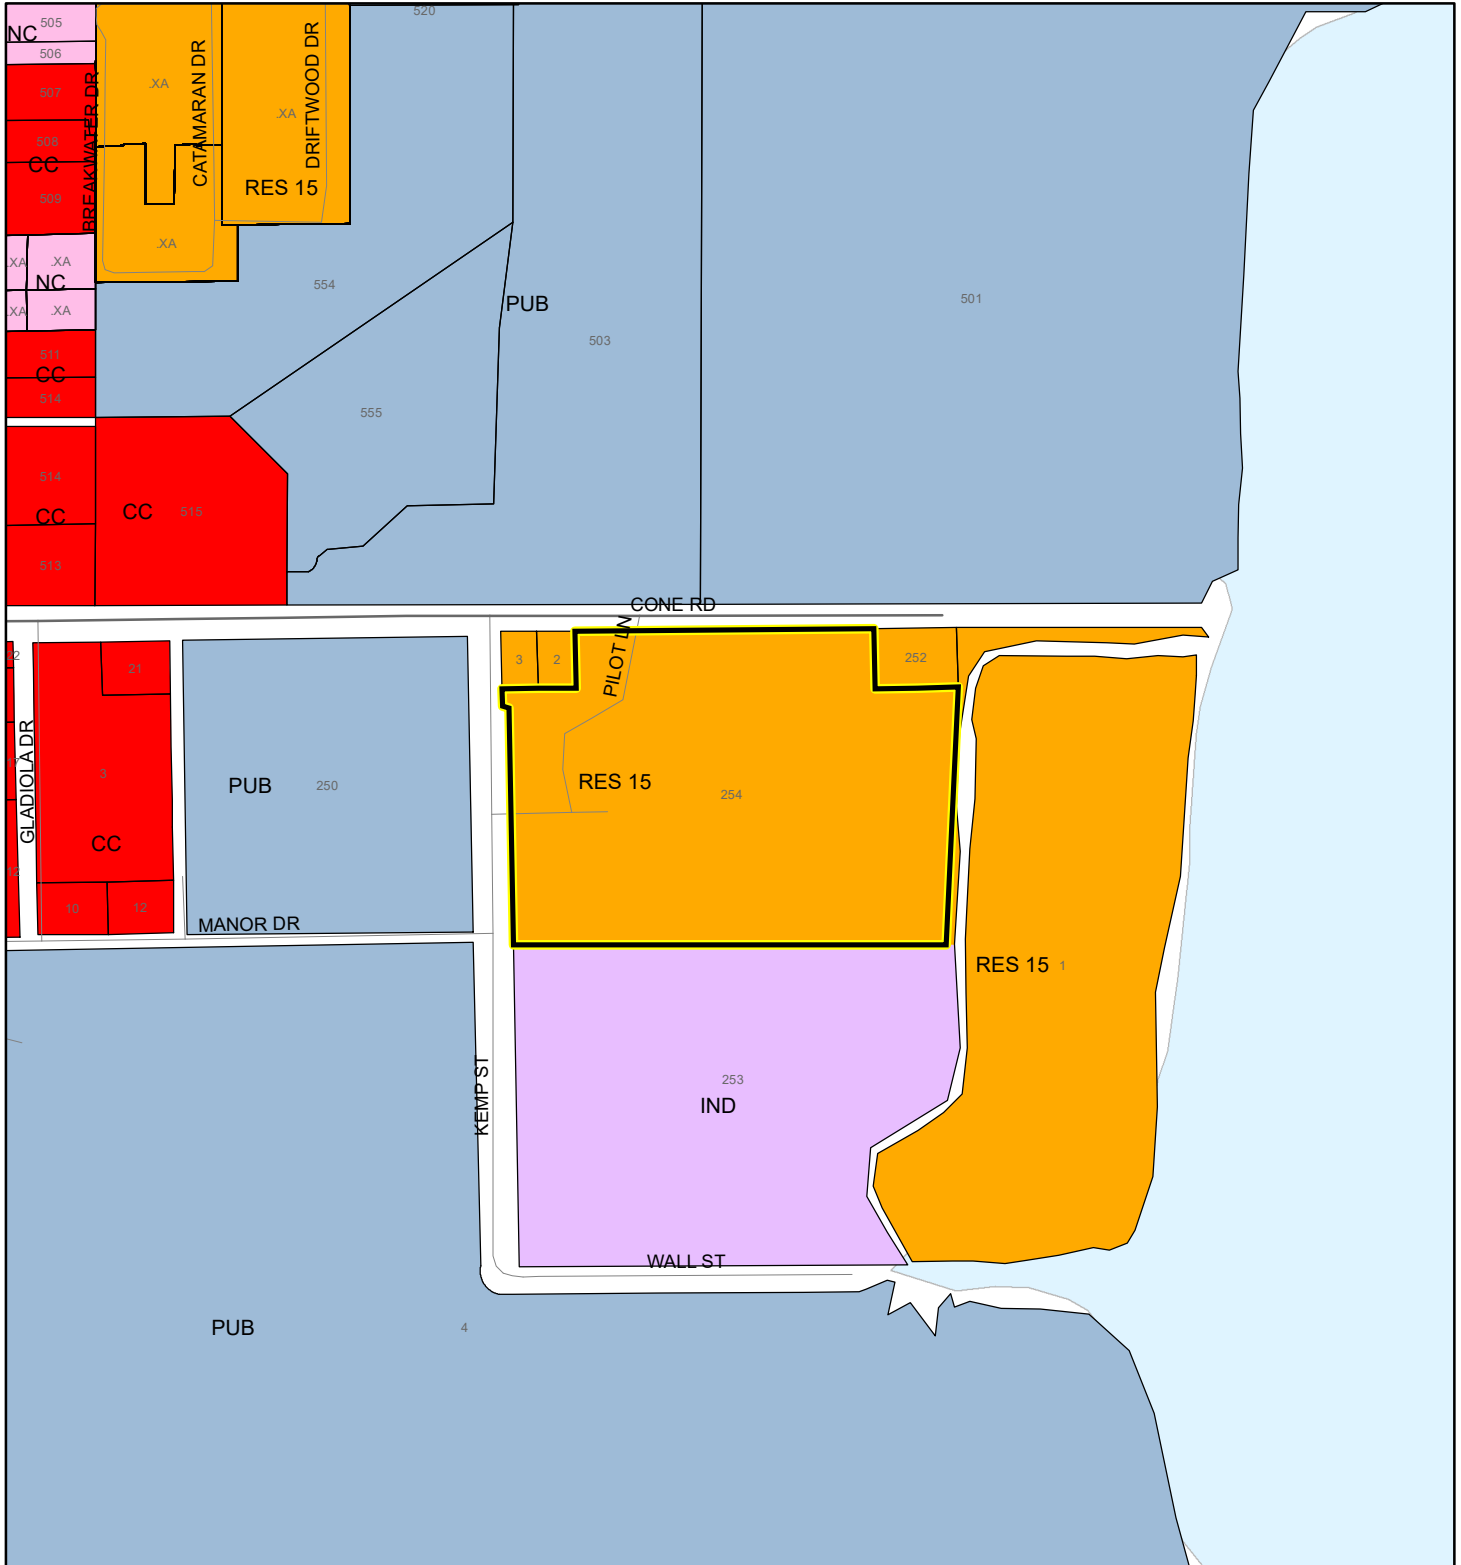 505
520
NC
506
.XA
507
BREAKWATER DR
CATAMARAN DR
DRIFTWOOD DR
.XA
508
CC
RES 15
509
.XA
.XA
.XA
NC
554
501
PUB
.XA
.XA
503
511
CC
514
555
514
CC
CC
515
513
CONE RD
22
3
2
PILOT LN
252
21
GLADIOLA DR
3
PUB
250
RES 15
254
CC
10
12
MANOR DR
RES 15
1
KEMP ST
253
IND
WALL ST
PUB
4